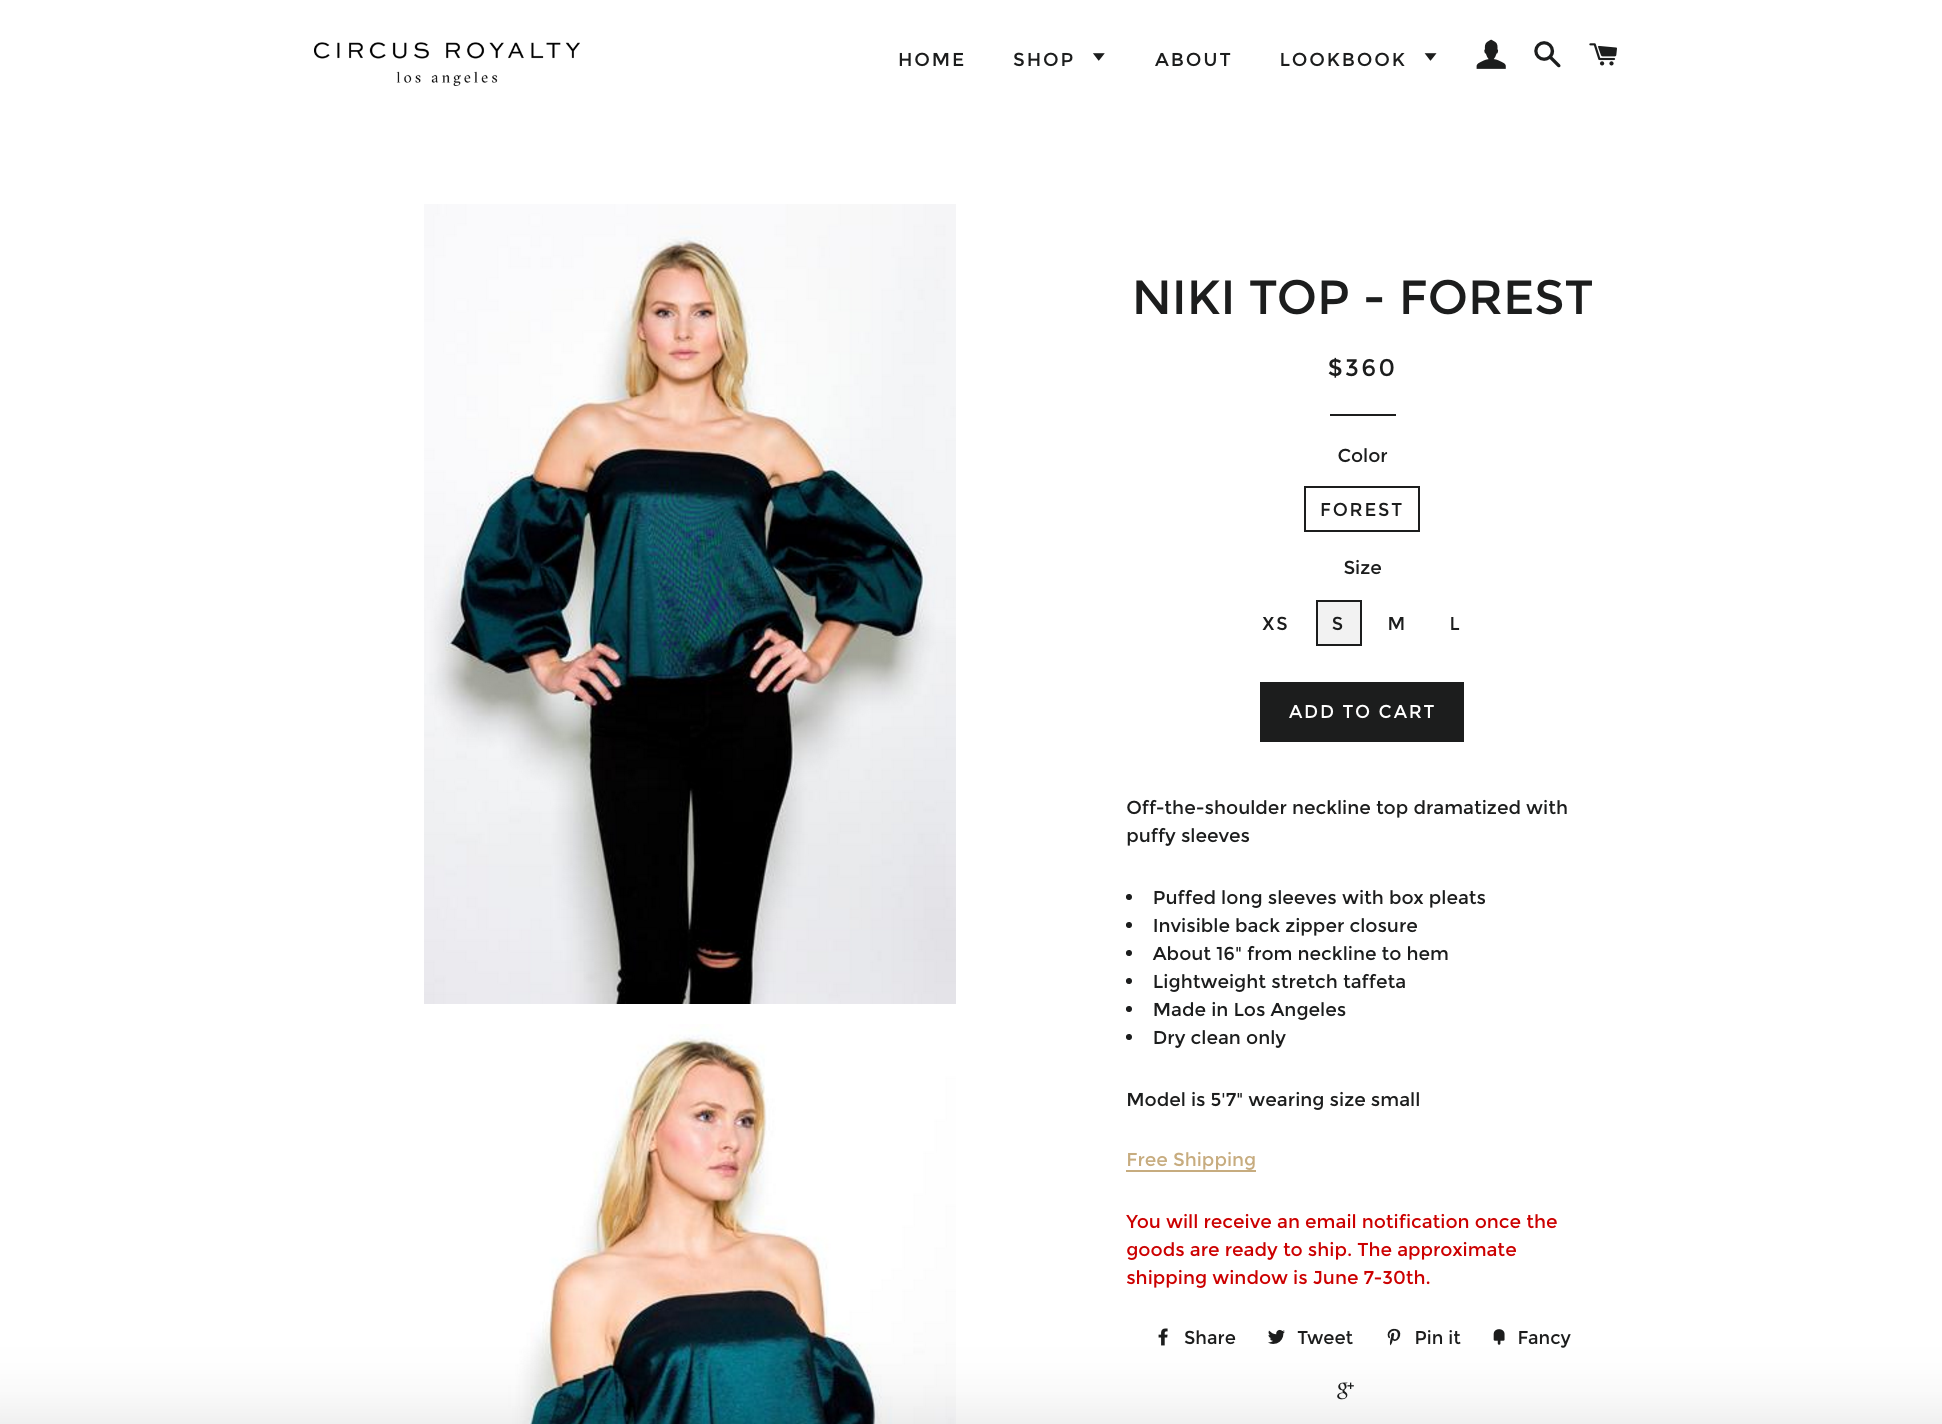 CIRCUS ROYALTY
los angeles
HOME
SHOP
ABOUT
LOOKBOOK
NIKI TOP - FOREST
$360
Color
FOREST
Size
XS S M L
ADD TO CART
Off-the-shoulder neckline top dramatized with
puffy sleeves
• Puffed long sleeves with box pleats
• Invisible back zipper closure
• About 16" from neckline to hem
• Lightweight stretch taffeta
• Made in Los Angeles
• Dry clean only
Model is 5'7" wearing size small
Free Shipping
You will receive an email notification once the
goods are ready to ship. The approximate
shipping window is June 7-30th.
Share Tweet Pin it Fancy
g+